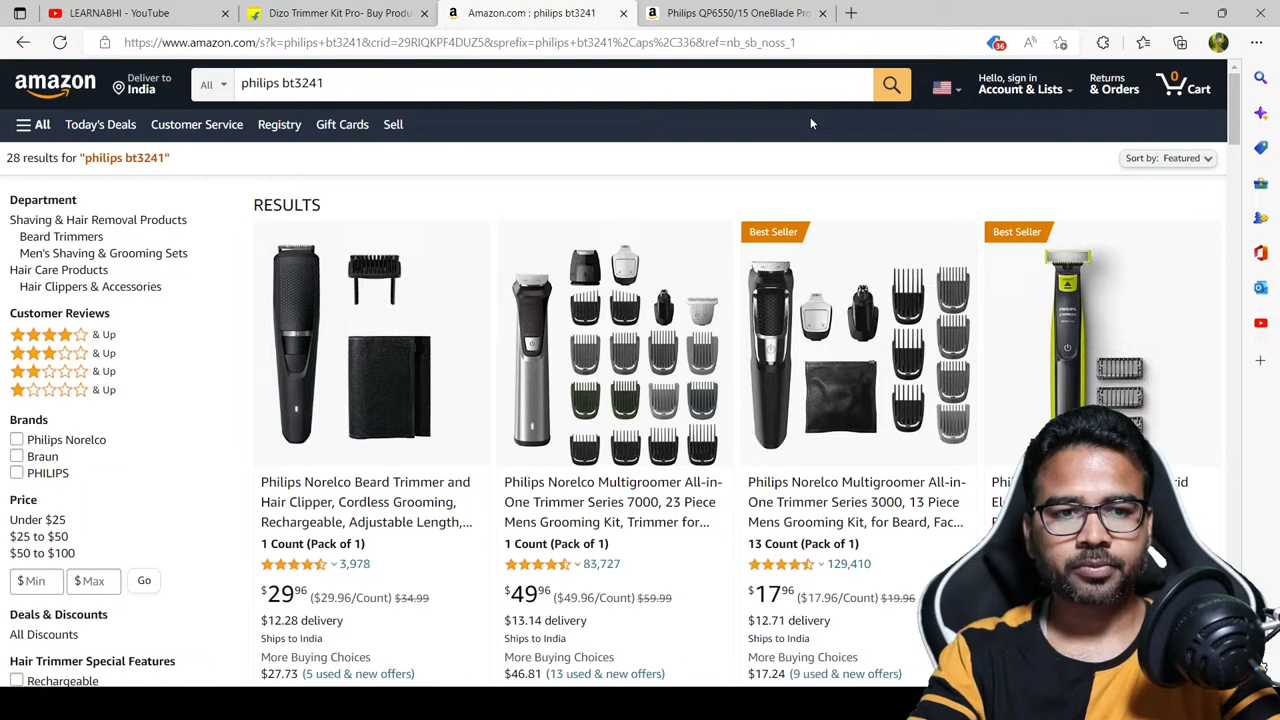 LEARNABHI - YouTube
Dizo Trimmer Kit Pro- Buy Produ
Amazon.com : philips bt3241
Philips QP6550/15 OneBlade Pro
https://www.amazon.com/s?k=philips+bt3241&crid=29RIQKPF4DUZ5&sprefix=philips+bt3241%2Caps%2C336&ref=nb_sb_noss_1
36
amazon
Deliver to
India
All
philips bt3241
Hello, sign in
Account & Lists
Returns
& Orders
0
Cart
All
Today's Deals
Customer Service
Registry
Gift Cards
Sell
28 results for "philips bt3241"
Sort by: Featured
Department
Shaving & Hair Removal Products
Beard Trimmers
Men's Shaving & Grooming Sets
Hair Care Products
Hair Clippers & Accessories
Customer Reviews
& Up
& Up
& Up
& Up
Brands
Philips Norelco
Braun
PHILIPS
Price
Under $25
$25 to $50
$50 to $100
$ Min
$ Max
Go
Deals & Discounts
All Discounts
Hair Trimmer Special Features
Rechargeable
RESULTS
Philips Norelco Beard Trimmer and
Hair Clipper, Cordless Grooming,
Rechargeable, Adjustable Length,...
1 Count (Pack of 1)
3,978
$29.96 ($29.96/Count) $34.99
$12.28 delivery
Ships to India
More Buying Choices
$27.73 (5 used & new offers)
Philips Norelco Multigroomer All-in-
One Trimmer Series 7000, 23 Piece
Mens Grooming Kit, Trimmer for...
1 Count (Pack of 1)
83,727
$49.96 ($49.96/Count) $59.99
$13.14 delivery
Ships to India
More Buying Choices
$46.81 (13 used & new offers)
Best Seller
Philips Norelco Multigroomer All-in-
One Trimmer Series 3000, 13 Piece
Mens Grooming Kit, for Beard, Fac...
13 Count (Pack of 1)
129,410
$17.96 ($17.96/Count) $19.96
$12.71 delivery
Ships to India
More Buying Choices
$17.24 (9 used & new offers)
Best Seller